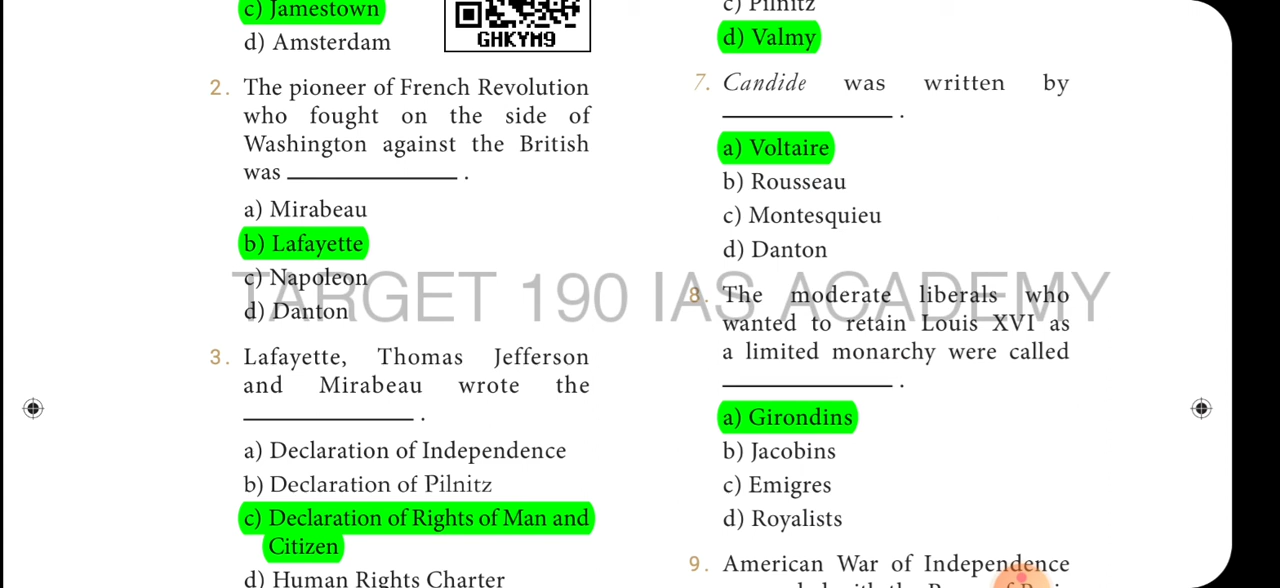 c) Jamestown
d) Amsterdam
GHKYM9
2. The pioneer of French Revolution
who fought on the side of
Washington against the British
was ____________ .
a) Mirabeau
b) Lafayette
c) Napoleon
d) Danton
3. Lafayette, Thomas Jefferson
and Mirabeau wrote the
____________ .
a) Declaration of Independence
b) Declaration of Pilnitz
c) Declaration of Rights of Man and
Citizen
d) Human Rights Charter
c) Pilnitz
d) Valmy
7. Candide was written by
____________ .
a) Voltaire
b) Rousseau
c) Montesquieu
d) Danton
8. The moderate liberals who
wanted to retain Louis XVI as
a limited monarchy were called
____________ .
a) Girondins
b) Jacobins
c) Emigres
d) Royalists
9. American War of Independence
TARGET 190 IAS ACADEMY